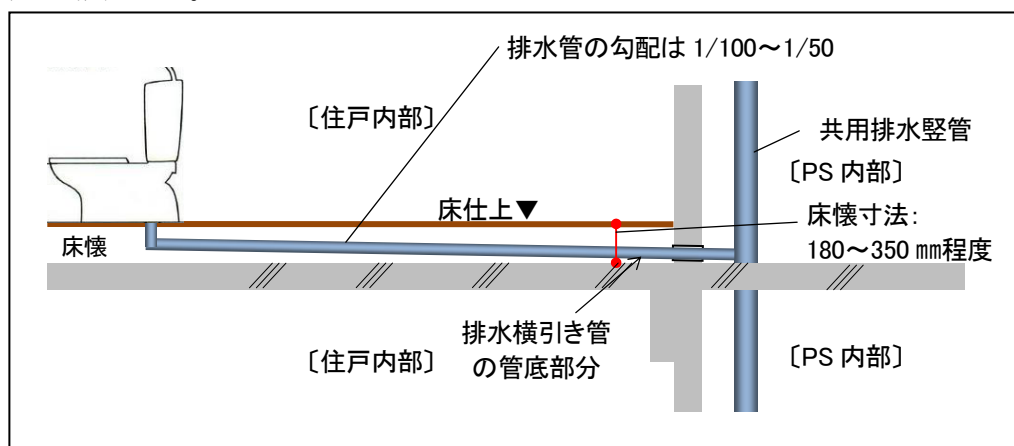 排水管の勾配は 1/100～1/50
〔住戸内部〕
共用排水竪管
〔PS 内部〕
床仕上▼
床懐寸法:
180～350 ㎜程度
床懐
排水横引き管
の管底部分
〔住戸内部〕
〔PS 内部〕